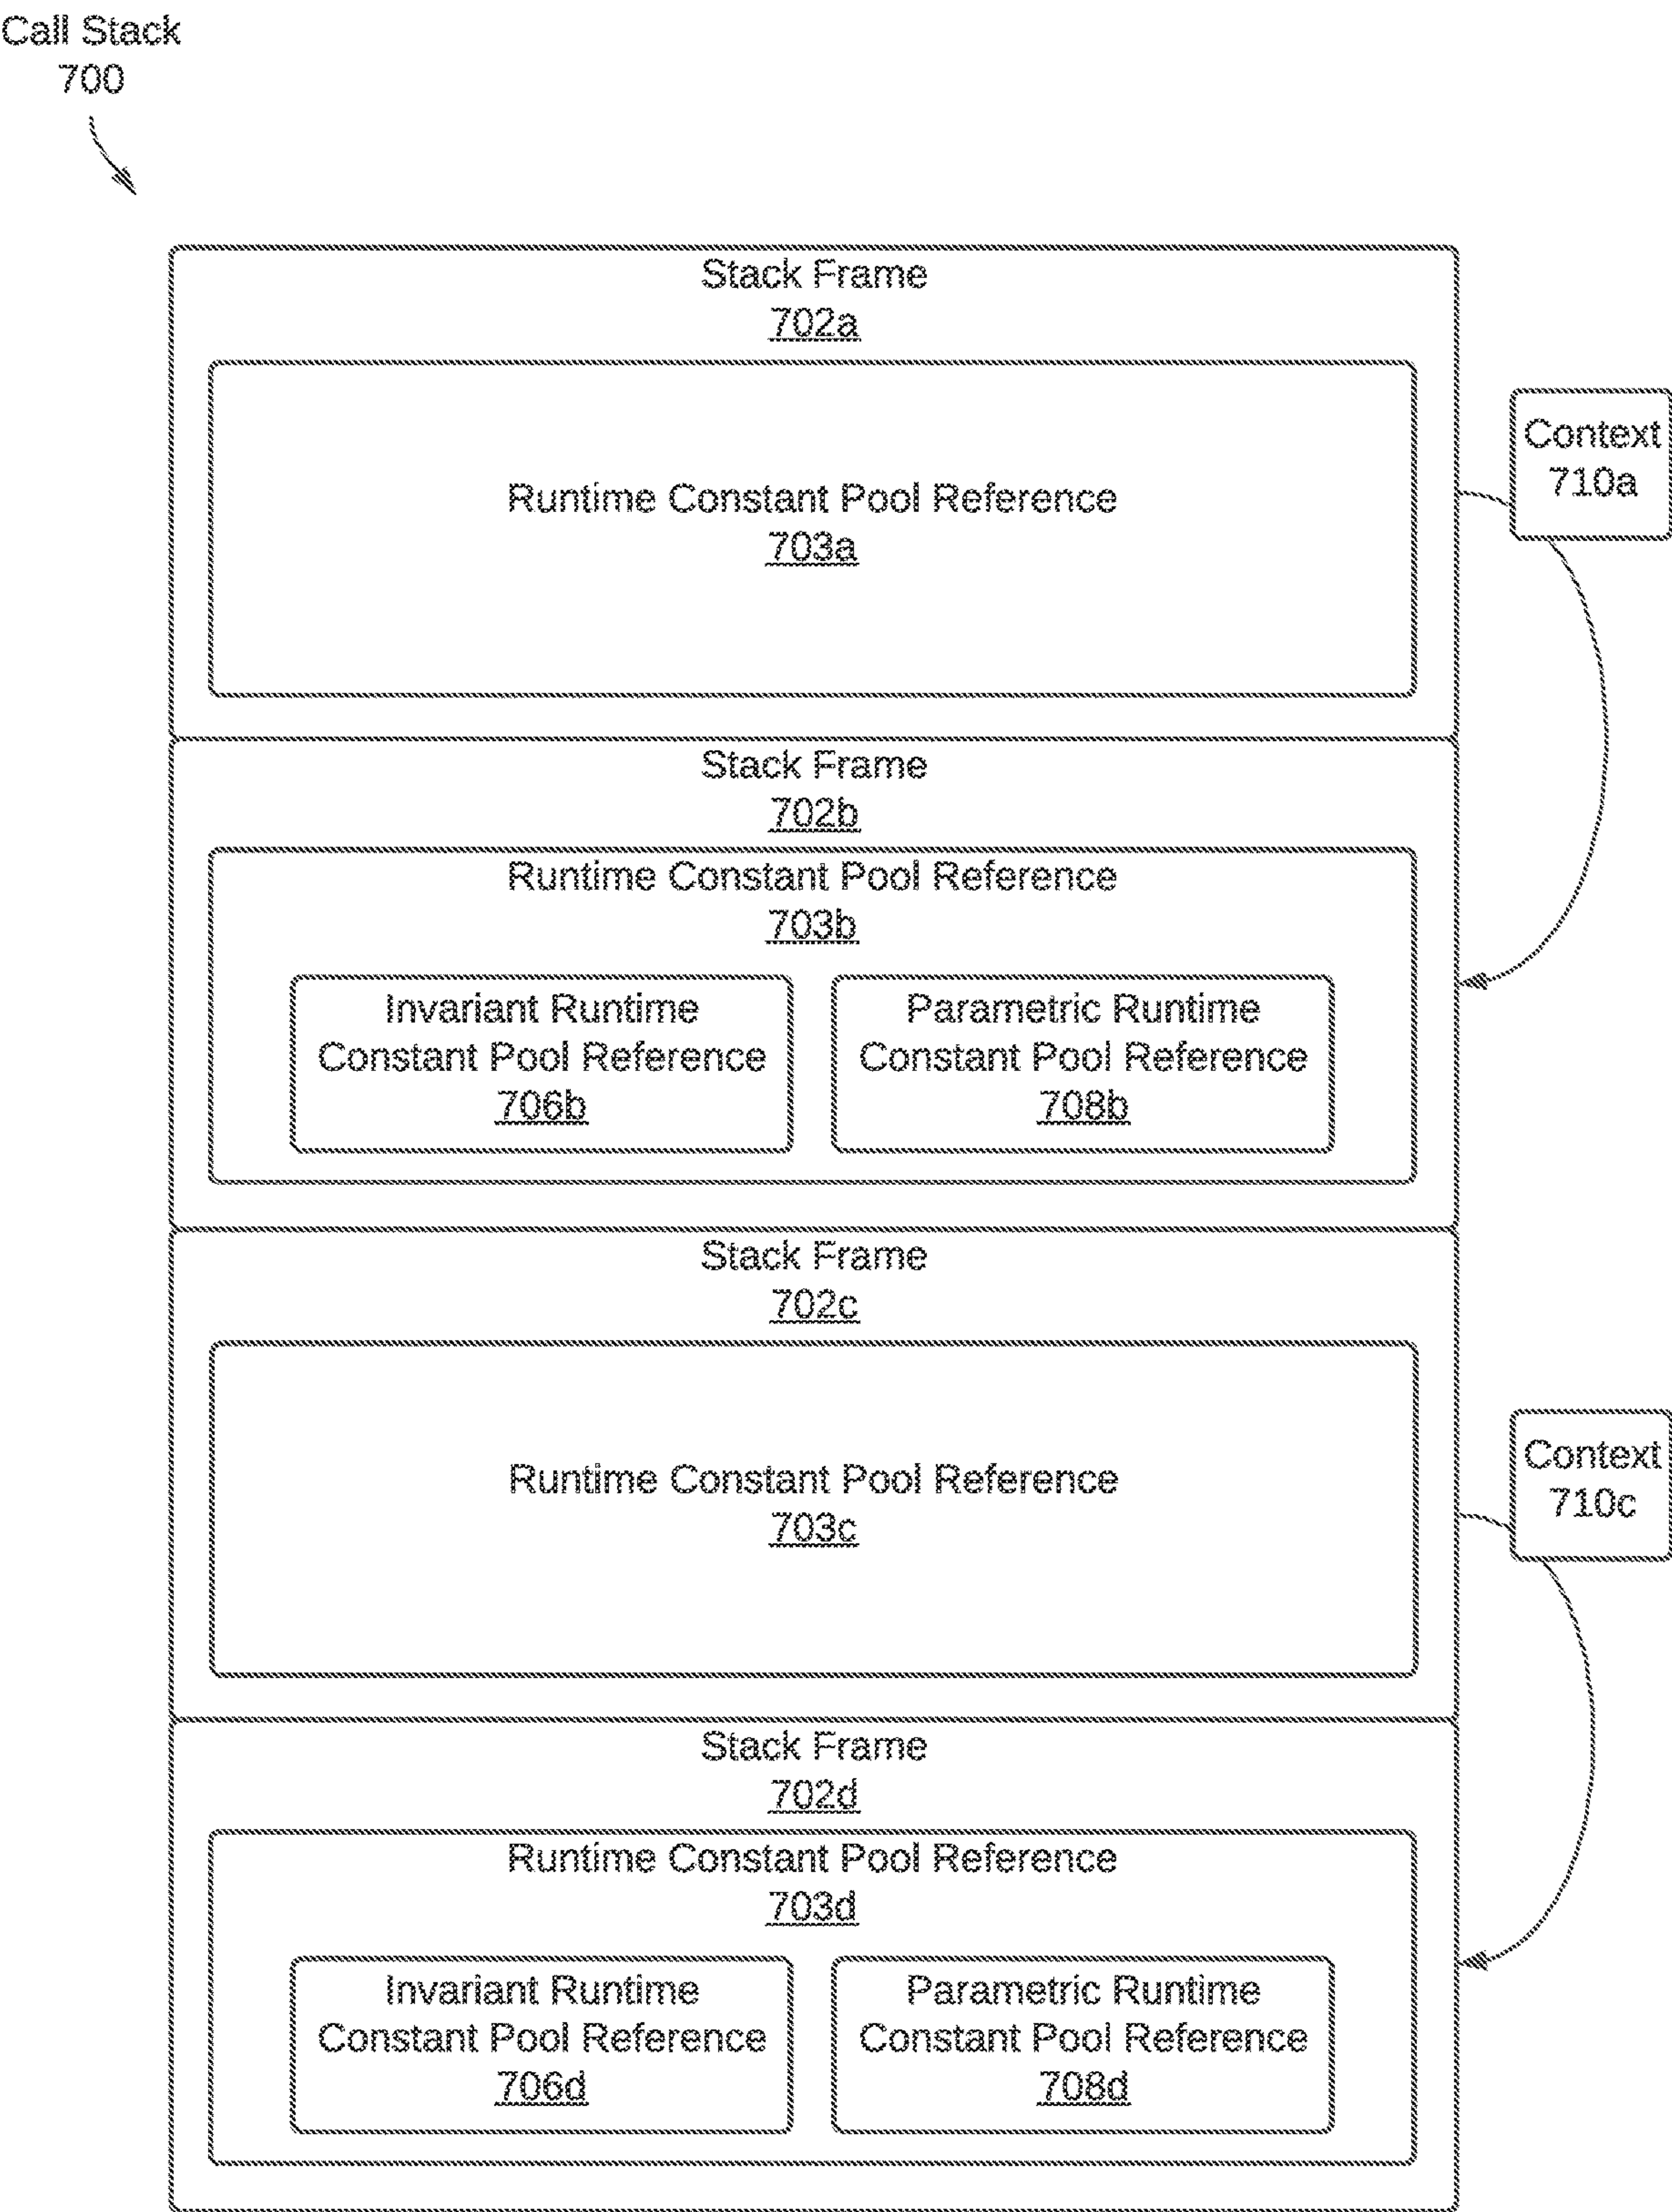 Call Stack
700
Stack Frame
702a
Runtime Constant Pool Reference
703a
Context
710a
Stack Frame
702b
Runtime Constant Pool Reference
703b
Invariant Runtime
Constant Pool Reference
706b
Parametric Runtime
Constant Pool Reference
708b
Stack Frame
702c
Runtime Constant Pool Reference
703c
Context
710c
Stack Frame
702d
Runtime Constant Pool Reference
703d
Invariant Runtime
Constant Pool Reference
706d
Parametric Runtime
Constant Pool Reference
708d